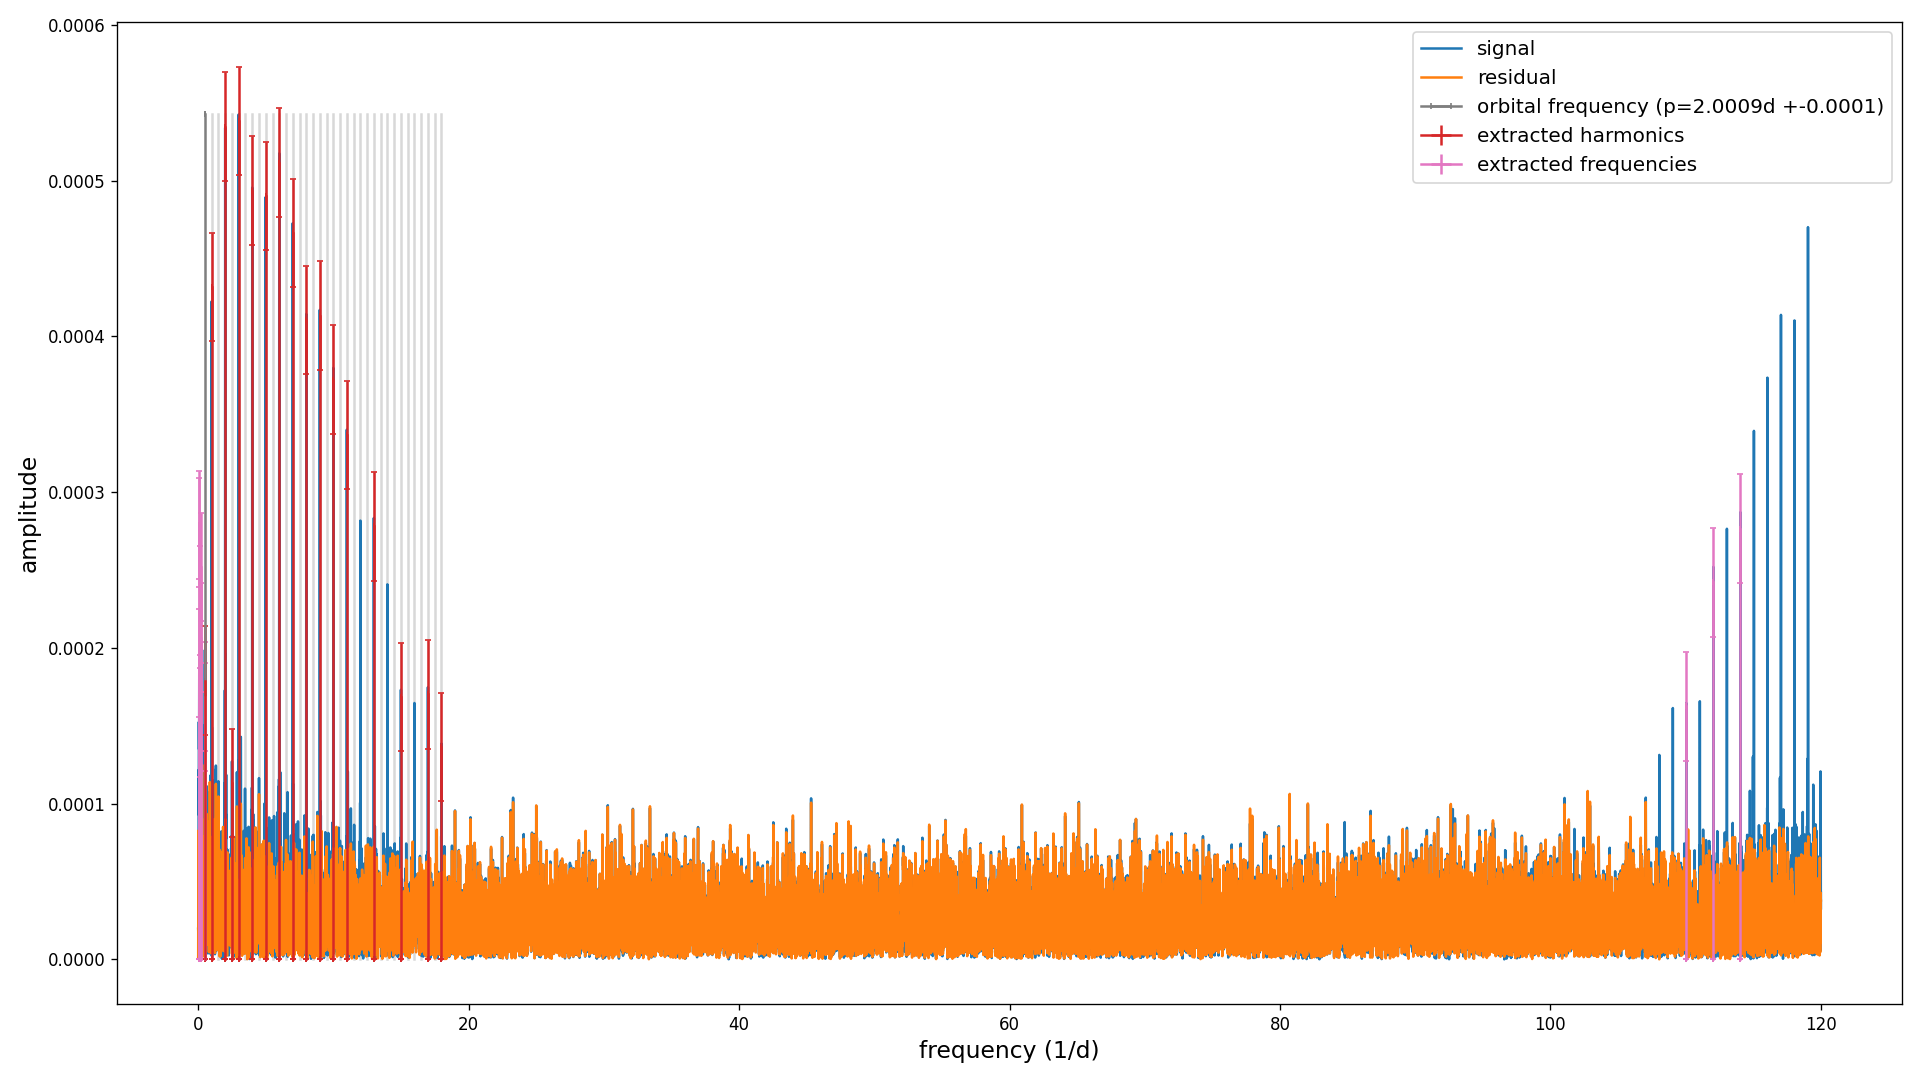 0.0006
0.0005
0.0004
0.0003
0.0002
0.0001
0.0000
amplitude
0 20 40 60 80 100 120
frequency (1/d)
signal
residual
orbital frequency (p=2.0009d +-0.0001)
extracted harmonics
extracted frequencies